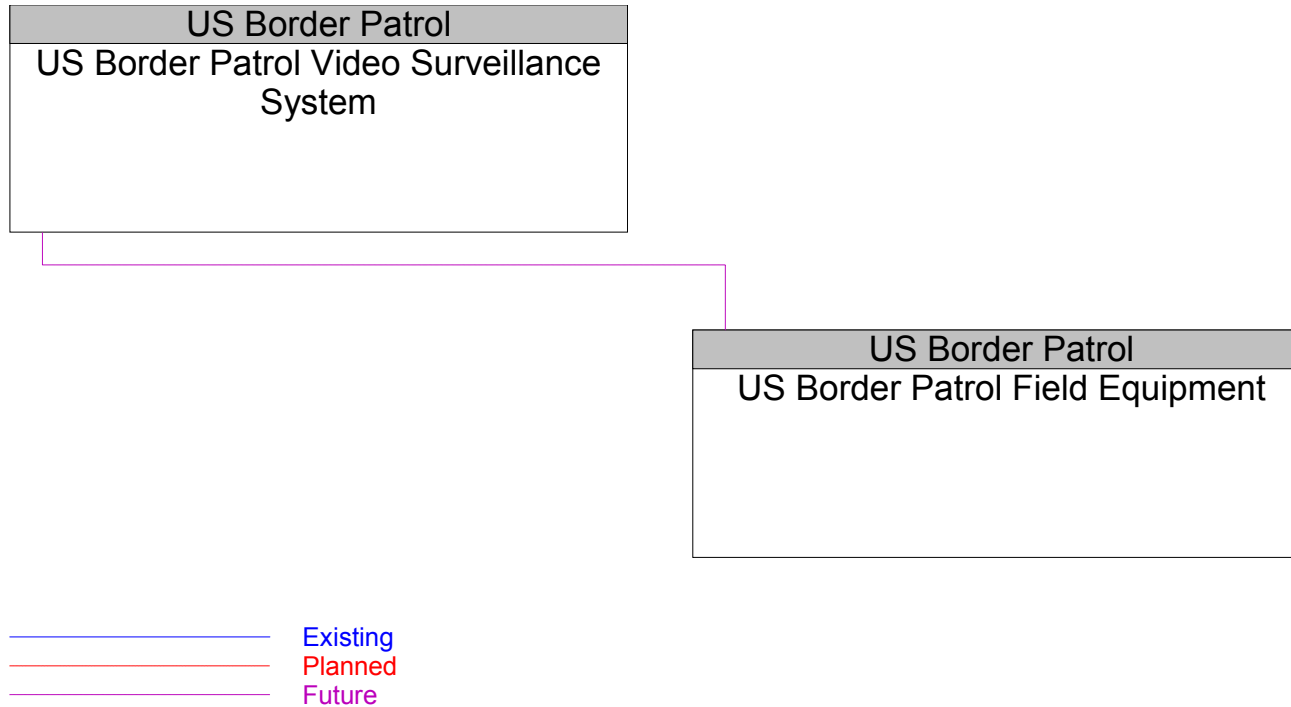 US Border Patrol
US Border Patrol Video Surveillance
System
US Border Patrol
US Border Patrol Field Equipment
Existing
Planned
Future